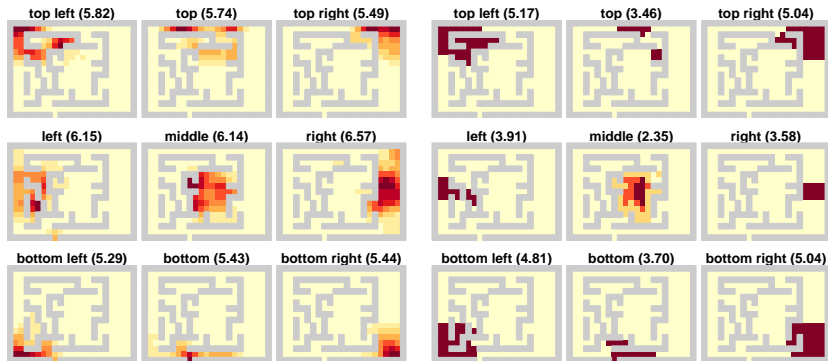 top left (5.82) top (5.74) top right (5.49) top left (5.17) top (3.46) top right (5.04)
left (6.15) middle (6.14) right (6.57) left (3.91) middle (2.35) right (3.58)
bottom left (5.29) bottom (5.43) bottom right (5.44) bottom left (4.81) bottom (3.70) bottom right (5.04)